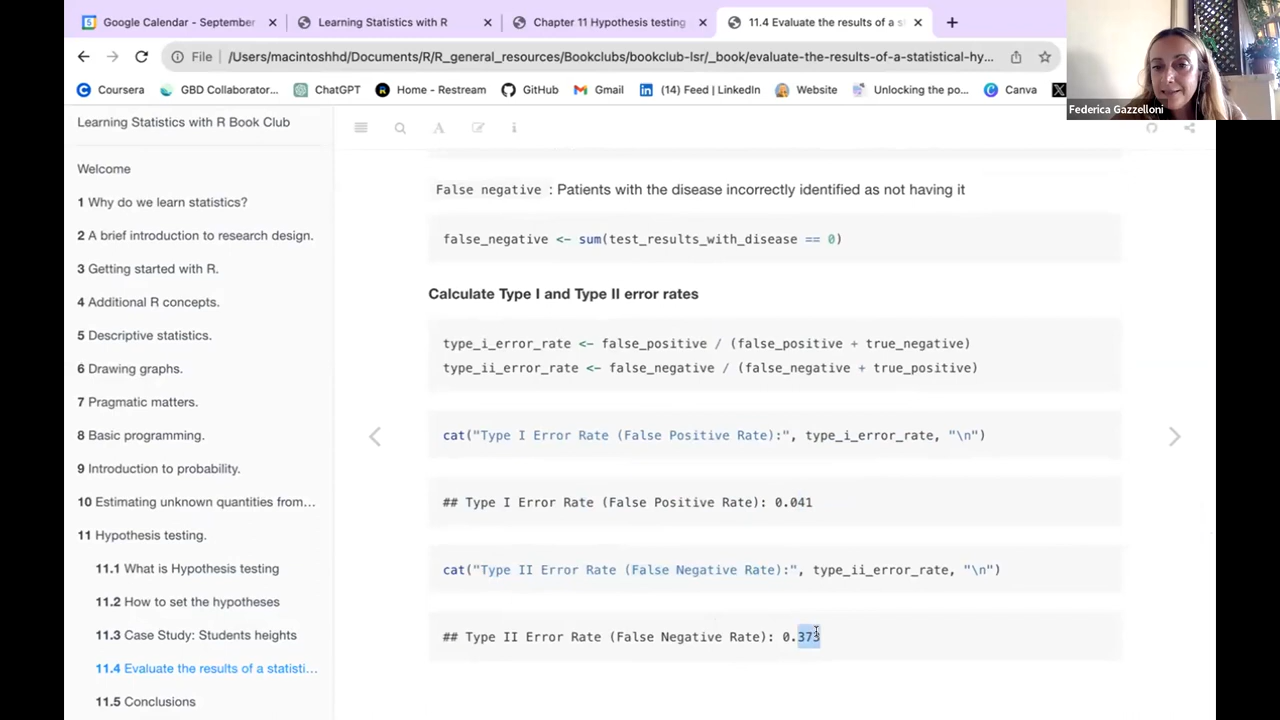 Google Calendar - September
Learning Statistics with R
Chapter 11 Hypothesis testing
11.4 Evaluate the results of a s
File
/Users/macintoshhd/Documents/R/R_general_resources/Bookclubs/bookclub-lsr/_book/evaluate-the-results-of-a-statistical-hy...
Coursera
GBD Collaborator...
ChatGPT
Home - Restream
GitHub
Gmail
(14) Feed | LinkedIn
Website
Unlocking the po...
Canva
Federica Gazzelloni
Learning Statistics with R Book Club
Welcome
1 Why do we learn statistics?
2 A brief introduction to research design.
3 Getting started with R.
4 Additional R concepts.
5 Descriptive statistics.
6 Drawing graphs.
7 Pragmatic matters.
8 Basic programming.
9 Introduction to probability.
10 Estimating unknown quantities from...
11 Hypothesis testing.
11.1 What is Hypothesis testing
11.2 How to set the hypotheses
11.3 Case Study: Students heights
11.4 Evaluate the results of a statisti...
11.5 Conclusions
False negative : Patients with the disease incorrectly identified as not having it
false_negative <- sum(test_results_with_disease == 0)
Calculate Type I and Type II error rates
type_i_error_rate <- false_positive / (false_positive + true_negative)
type_ii_error_rate <- false_negative / (false_negative + true_positive)
cat("Type I Error Rate (False Positive Rate):", type_i_error_rate, "\n")
## Type I Error Rate (False Positive Rate): 0.041
cat("Type II Error Rate (False Negative Rate):", type_ii_error_rate, "\n")
## Type II Error Rate (False Negative Rate): 0.373